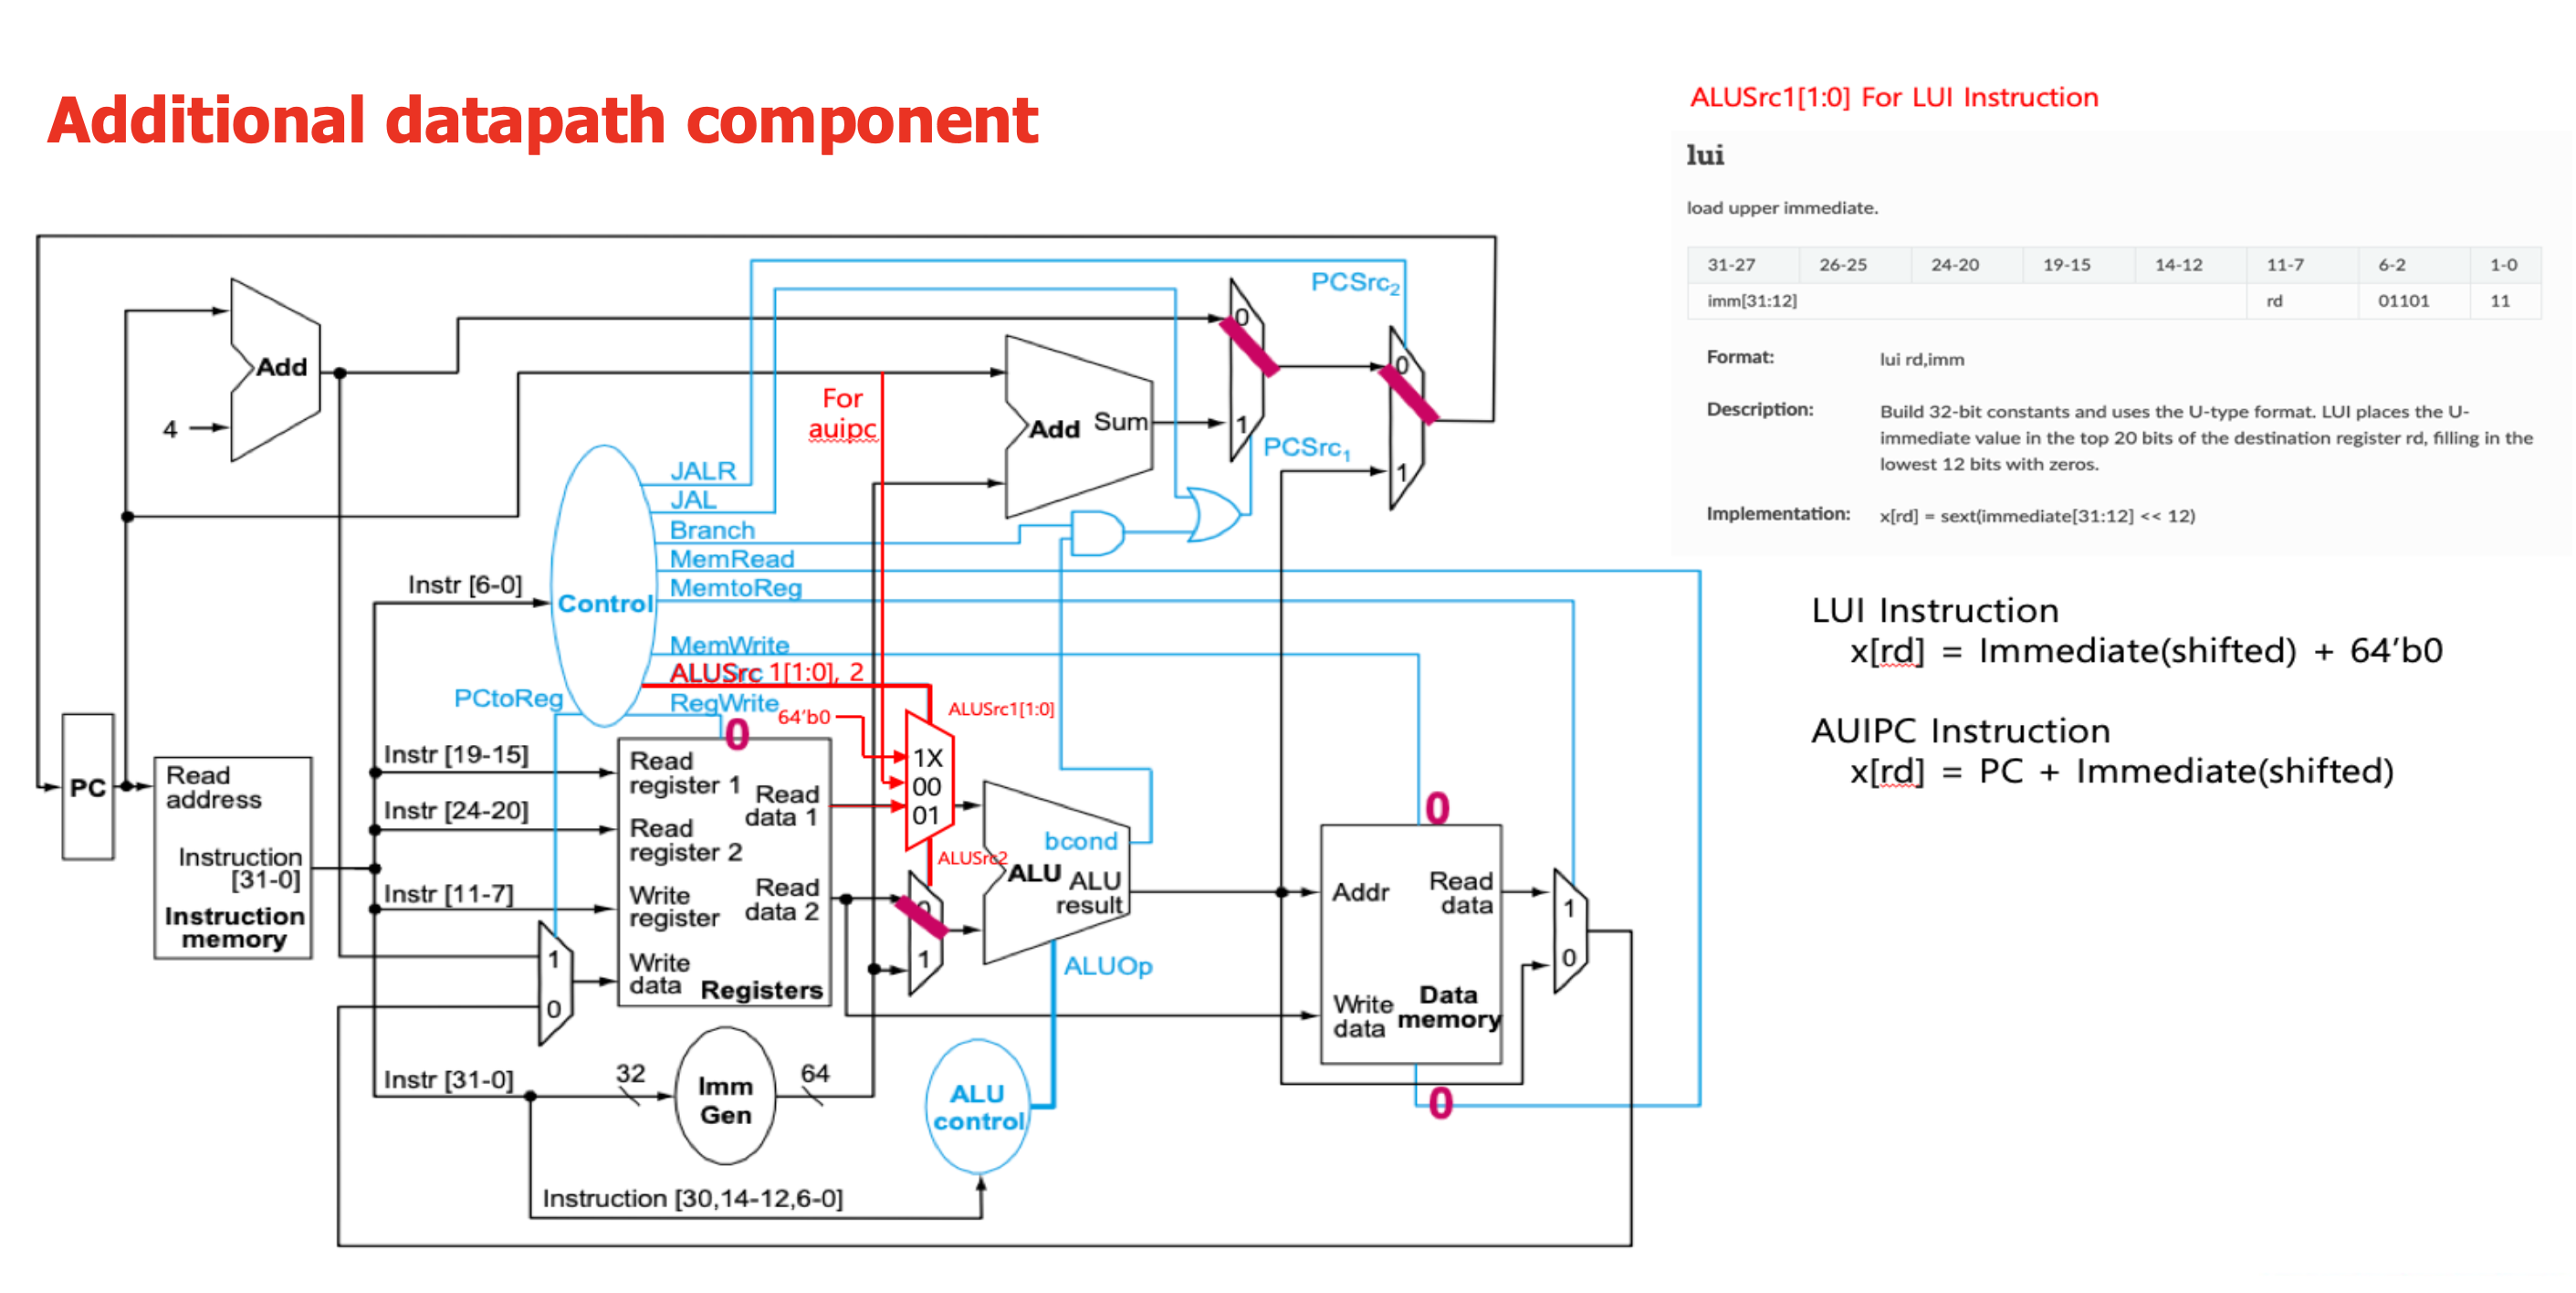 Additional datapath component
ALUSrc1[1:0] For LUI Instruction
lui
load upper immediate.
31-27 26-25 24-20 19-15 14-12 11-7 6-2 1-0
imm[31:12] rd 01101 11
Format: lui rd,imm
Description: Build 32-bit constants and uses the U-type format. LUI places the U-
immediate value in the top 20 bits of the destination register rd, filling in the
lowest 12 bits with zeros.
Implementation: x[rd] = sext(immediate[31:12] << 12)
LUI Instruction
x[rd] = Immediate(shifted) + 64'b0
AUIPC Instruction
x[rd] = PC + Immediate(shifted)
Add
4
For
auipc
Add Sum
0
1
PCSrc1
PCSrc2
0
1
JALR
JAL
Branch
MemRead
MemtoReg
MemWrite
ALUSrc 1[1:0], 2
RegWrite
PCtoReg
Control
Instr [6-0]
0
64'b0
ALUSrc1[1:0]
1X
00
01
ALUSrc2
0
1
PC
Read
address
Instruction
[31-0]
Instruction
memory
Instr [19-15]
Instr [24-20]
Instr [11-7]
Instr [31-0]
1
0
Read
register 1
Read
register 2
Write
register
Write
data
Read
data 1
Read
data 2
Registers
bcond
ALU
ALU
result
ALUOp
0
Addr
Read
data
Write
data
Data
memory
0
1
0
32
Imm
Gen
64
ALU
control
Instruction [30,14-12,6-0]